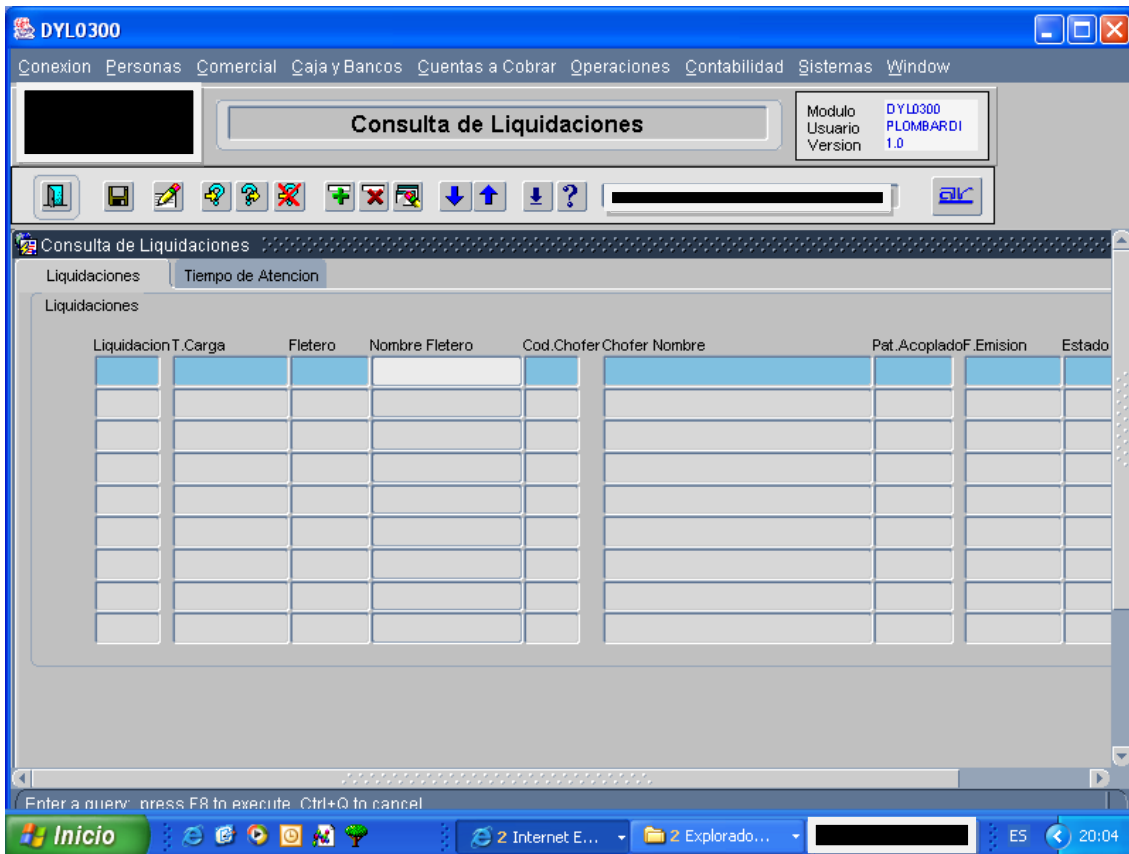 DYL0300
Conexion Personas Comercial Caja y Bancos Cuentas a Cobrar Operaciones Contabilidad Sistemas Window
Consulta de Liquidaciones
Modulo DYL0300
Usuario PLOMBARDI
Version 1.0
?
Consulta de Liquidaciones
Liquidaciones Tiempo de Atencion
Liquidaciones
Liquidacion T.Carga Fletero Nombre Fletero Cod.Chofer Chofer Nombre Pat.Acoplado F.Emision Estado
Enter a query; press F8 to execute, Ctrl+Q to cancel
Inicio 2 Internet E... 2 Explorado... ES 20:04